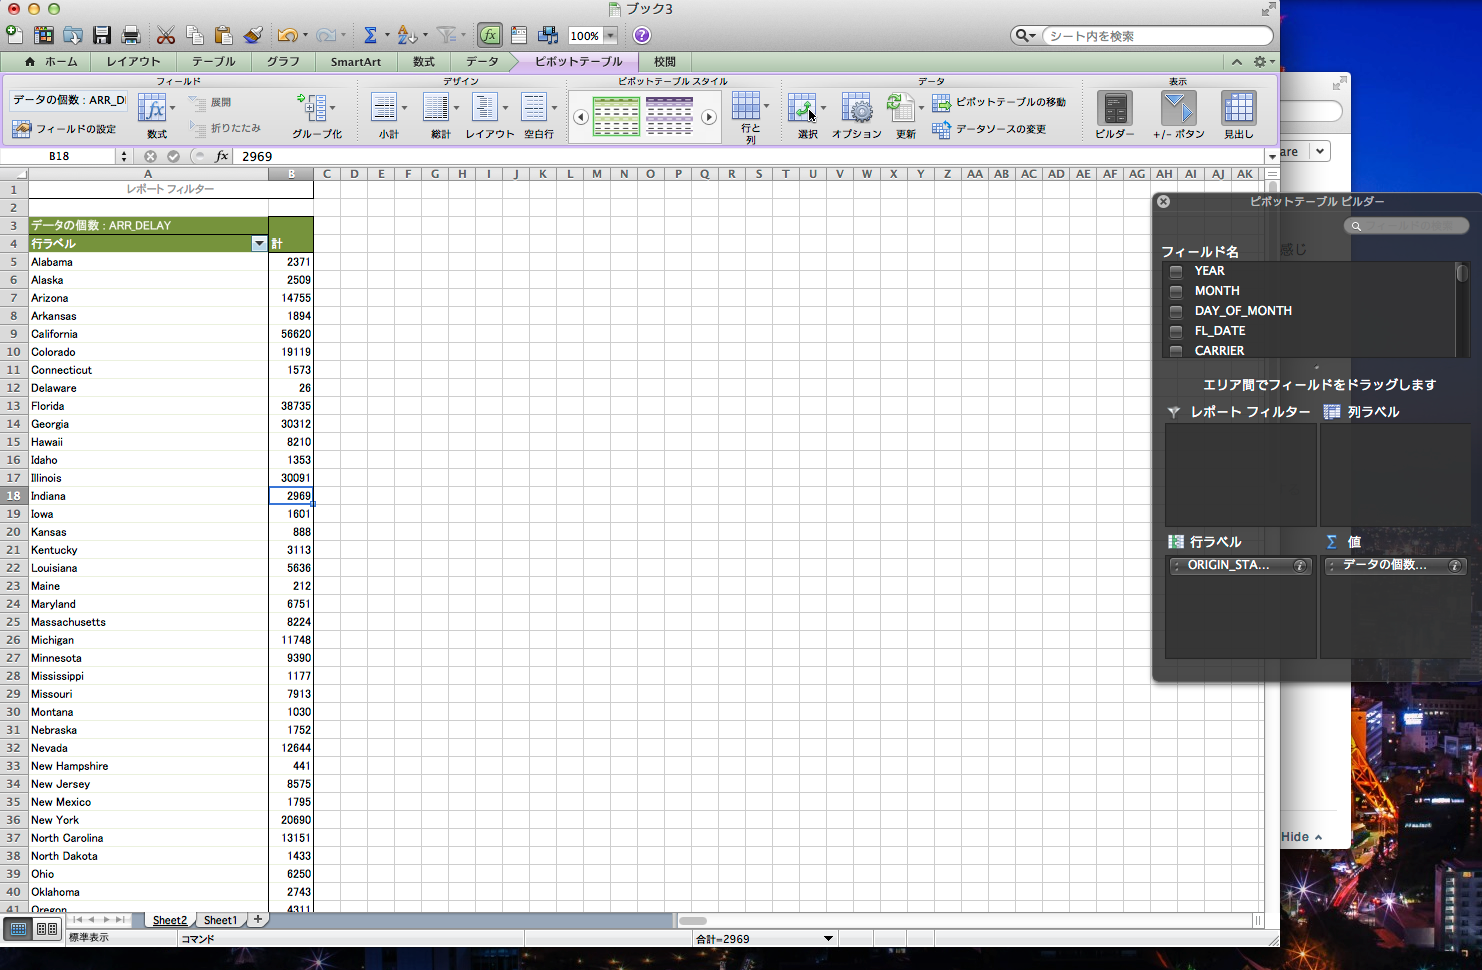 ブック3
100%
シート内を検索
ホーム レイアウト テーブル グラフ SmartArt 数式 データ ピボットテーブル 校閲
フィールド デザイン ピボットテーブル スタイル データ 表示
データの個数 : ARR_DI
フィールドの設定
数式
展開
折りたたみ
グループ化
小計 総計 レイアウト 空白行
行と
列
選択 オプション 更新
ピボットテーブルの移動
データソースの変更
ビルダー +/- ボタン 見出し
B18 fx 2969
A B C D E F G H I J K L M N O P Q R S T U V W X Y Z AA AB AC AD AE AF AG AH AI AJ AK
1 レポート フィルター
2
3 データの個数 : ARR_DELAY
4 行ラベル 計
5 Alabama 2371
6 Alaska 2509
7 Arizona 14755
8 Arkansas 1894
9 California 56620
10 Colorado 19119
11 Connecticut 1573
12 Delaware 26
13 Florida 38735
14 Georgia 30312
15 Hawaii 8210
16 Idaho 1353
17 Illinois 30091
18 Indiana 2969
19 Iowa 1601
20 Kansas 888
21 Kentucky 3113
22 Louisiana 5636
23 Maine 212
24 Maryland 6751
25 Massachusetts 8224
26 Michigan 11748
27 Minnesota 9390
28 Mississippi 1177
29 Missouri 7913
30 Montana 1030
31 Nebraska 1752
32 Nevada 12644
33 New Hampshire 441
34 New Jersey 8575
35 New Mexico 1795
36 New York 20690
37 North Carolina 13151
38 North Dakota 1433
39 Ohio 6250
40 Oklahoma 2743
41 Oregon 4311
Sheet2 Sheet1
標準表示 コマンド 合計=2969
are
ピボットテーブル ビルダー
感じ
フィールド名
YEAR
MONTH
DAY_OF_MONTH
FL_DATE
CARRIER
エリア間でフィールドをドラッグします
レポート フィルター 列ラベル
行ラベル Σ 値
ORIGIN_STA... データの個数...
Hide